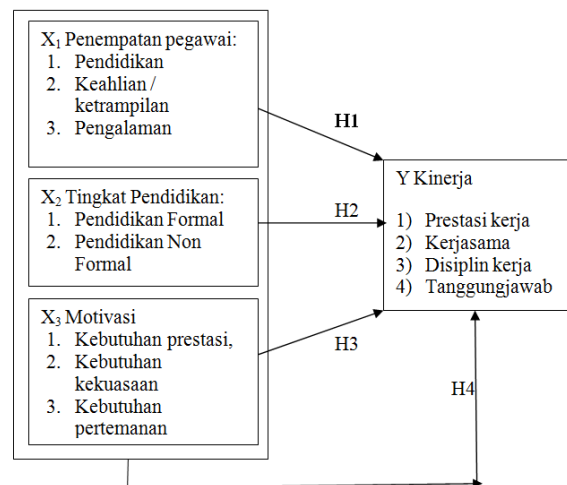 X₁ Penempatan pegawai:
1. Pendidikan
2. Keahlian /
ketrampilan
3. Pengalaman
H1
X₂ Tingkat Pendidikan:
1. Pendidikan Formal
2. Pendidikan Non
Formal
H2
X₃ Motivasi
1. Kebutuhan prestasi,
2. Kebutuhan
kekuasaan
3. Kebutuhan
pertemanan
H3
Y Kinerja
1) Prestasi kerja
2) Kerjasama
3) Disiplin kerja
4) Tanggungjawab
H4